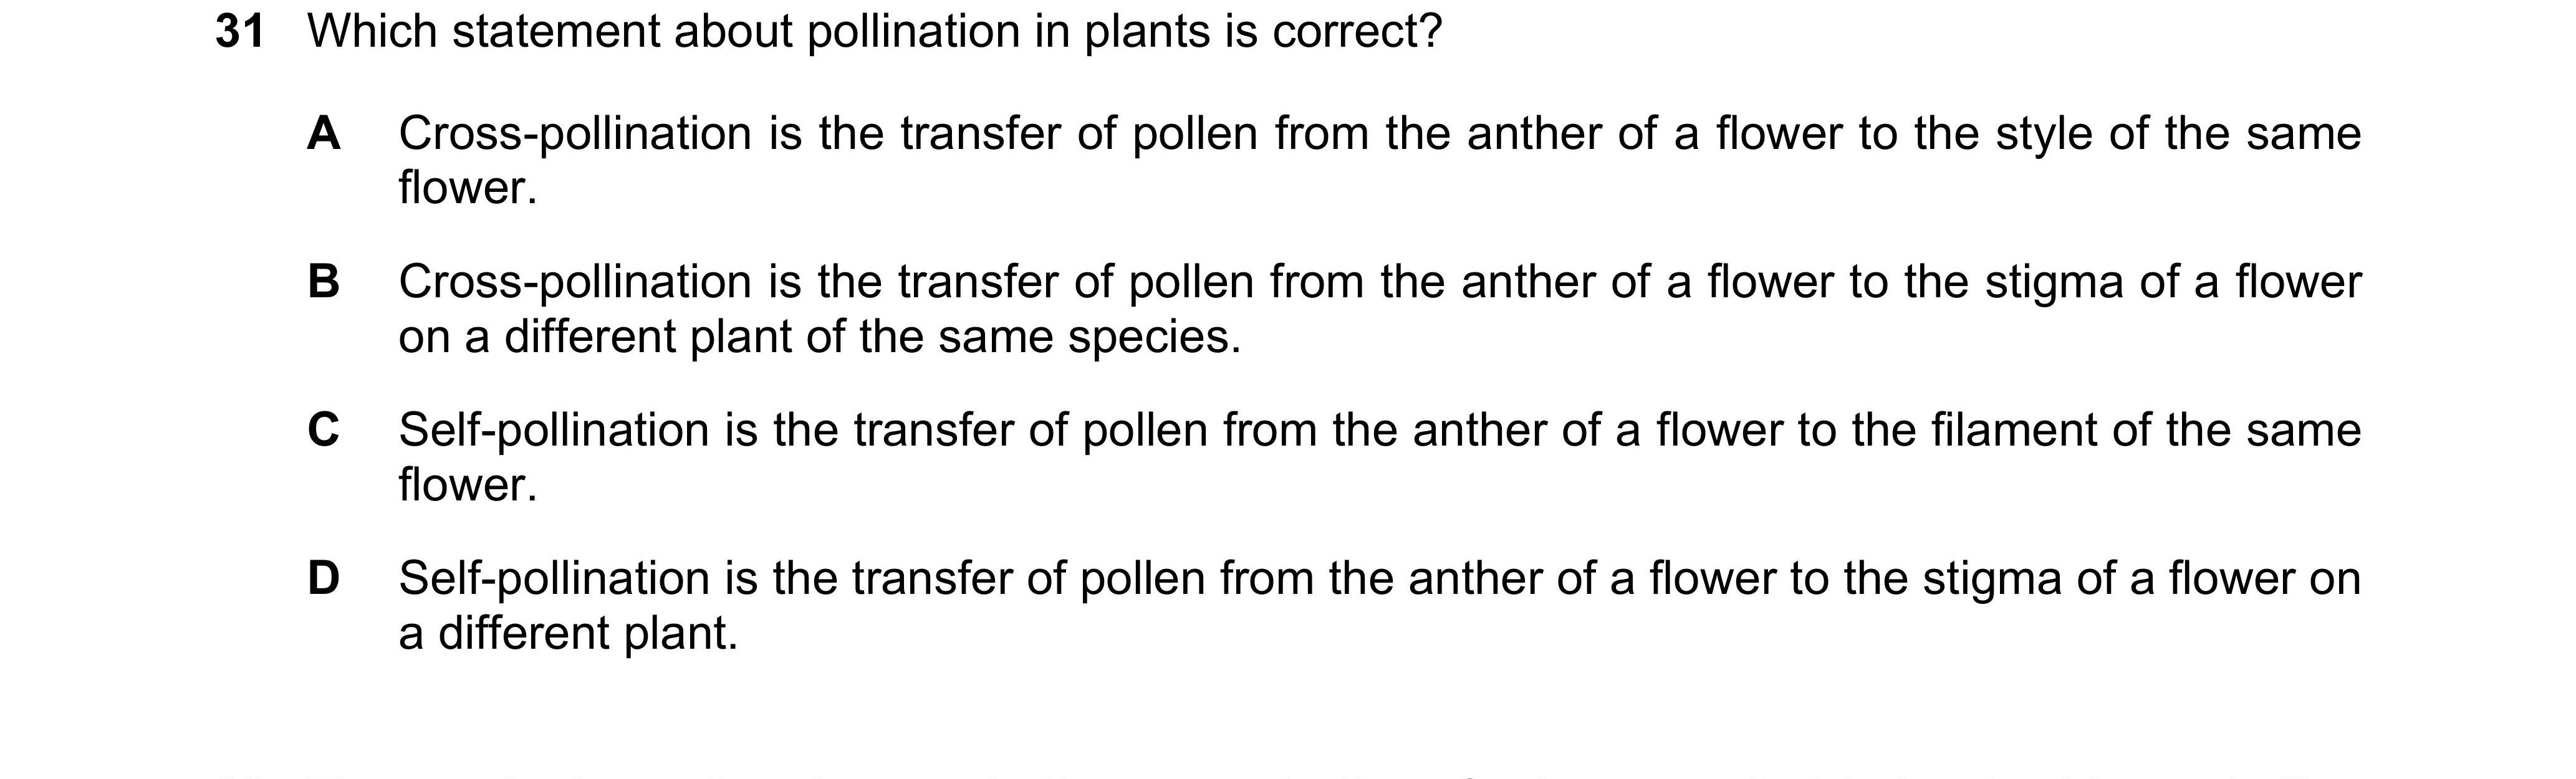 31 Which statement about pollination in plants is correct?
A Cross-pollination is the transfer of pollen from the anther of a flower to the style of the same
flower.
B Cross-pollination is the transfer of pollen from the anther of a flower to the stigma of a flower
on a different plant of the same species.
C Self-pollination is the transfer of pollen from the anther of a flower to the filament of the same
flower.
D Self-pollination is the transfer of pollen from the anther of a flower to the stigma of a flower on
a different plant.